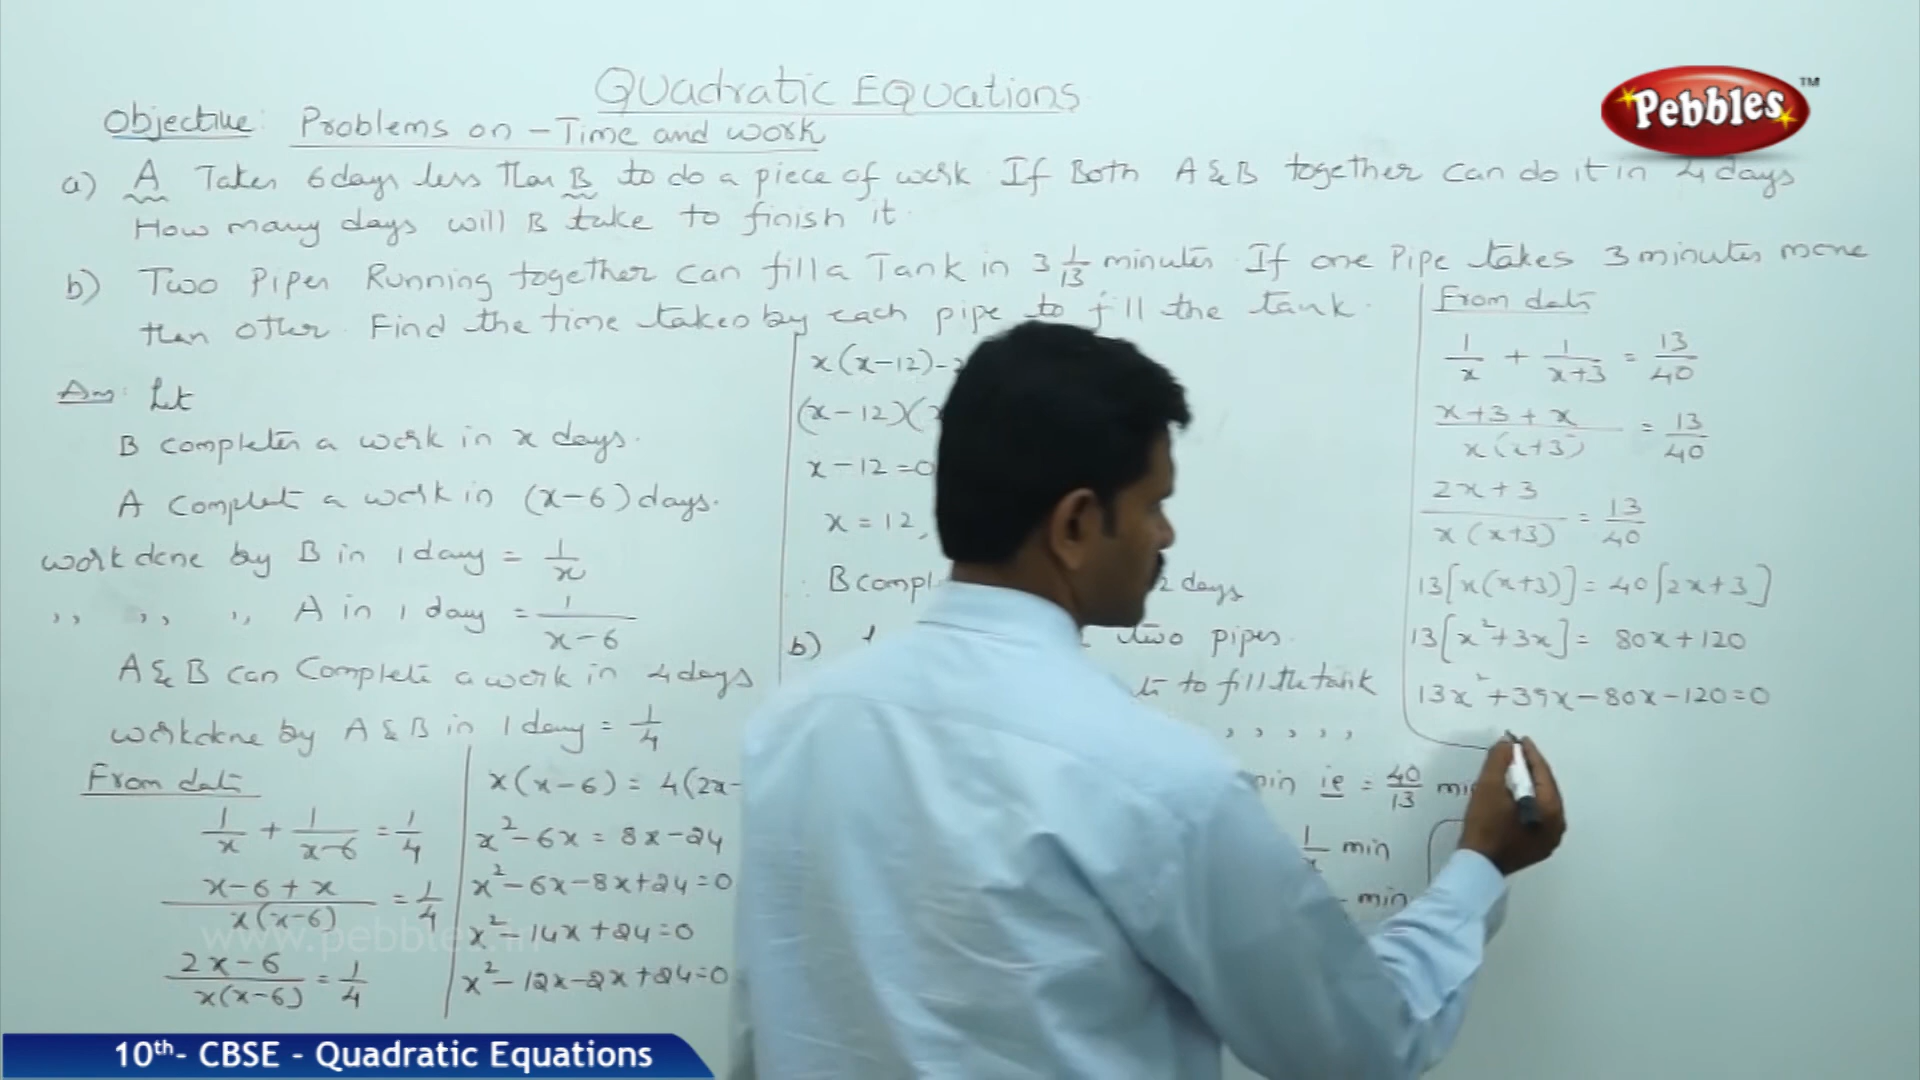 Quadratic EQuations
Pebbles™
Objective: Problems on - Time and work
a) A Takes 6 days less than B to do a piece of work If Both A & B together can do it in 4 days
How many days will B take to finish it.
b) Two Pipes Running together can fill a Tank in 3 1/13 minutes. If one Pipe takes 3 minutes more
than other. Find the time taken by each pipe to fill the tank.
Ans: Let
B completes a work in x days.
A Complete a work in (x-6) days.
work done by B in 1 day = 1/x
,, ,, ,, A in 1 day = 1/(x-6)
A & B can Complete a work in 4 days
work done by A & B in 1 day = 1/4
From data
1/x + 1/(x-6) = 1/4
(x-6+x)/(x(x-6)) = 1/4
(2x-6)/(x(x-6)) = 1/4
x(x-6) = 4(2x-
x²-6x = 8x-24
x²-6x-8x+24=0
x²-14x+24=0
x²-12x-2x+24=0
x(x-12)-
(x-12)(
x-12=0
x=12,
∴ B compl 2 days
b) two pipes.
to fill the tank
, , , , ,
min ie = 40/13 min
1/x min
min
From data
1/x + 1/(x+3) = 13/40
(x+3+x)/(x(x+3)) = 13/40
(2x+3)/(x(x+3)) = 13/40
13[x(x+3)] = 40[2x+3]
13[x²+3x] = 80x+120
13x²+39x-80x-120=0
www.pebbles.in
10th- CBSE - Quadratic Equations